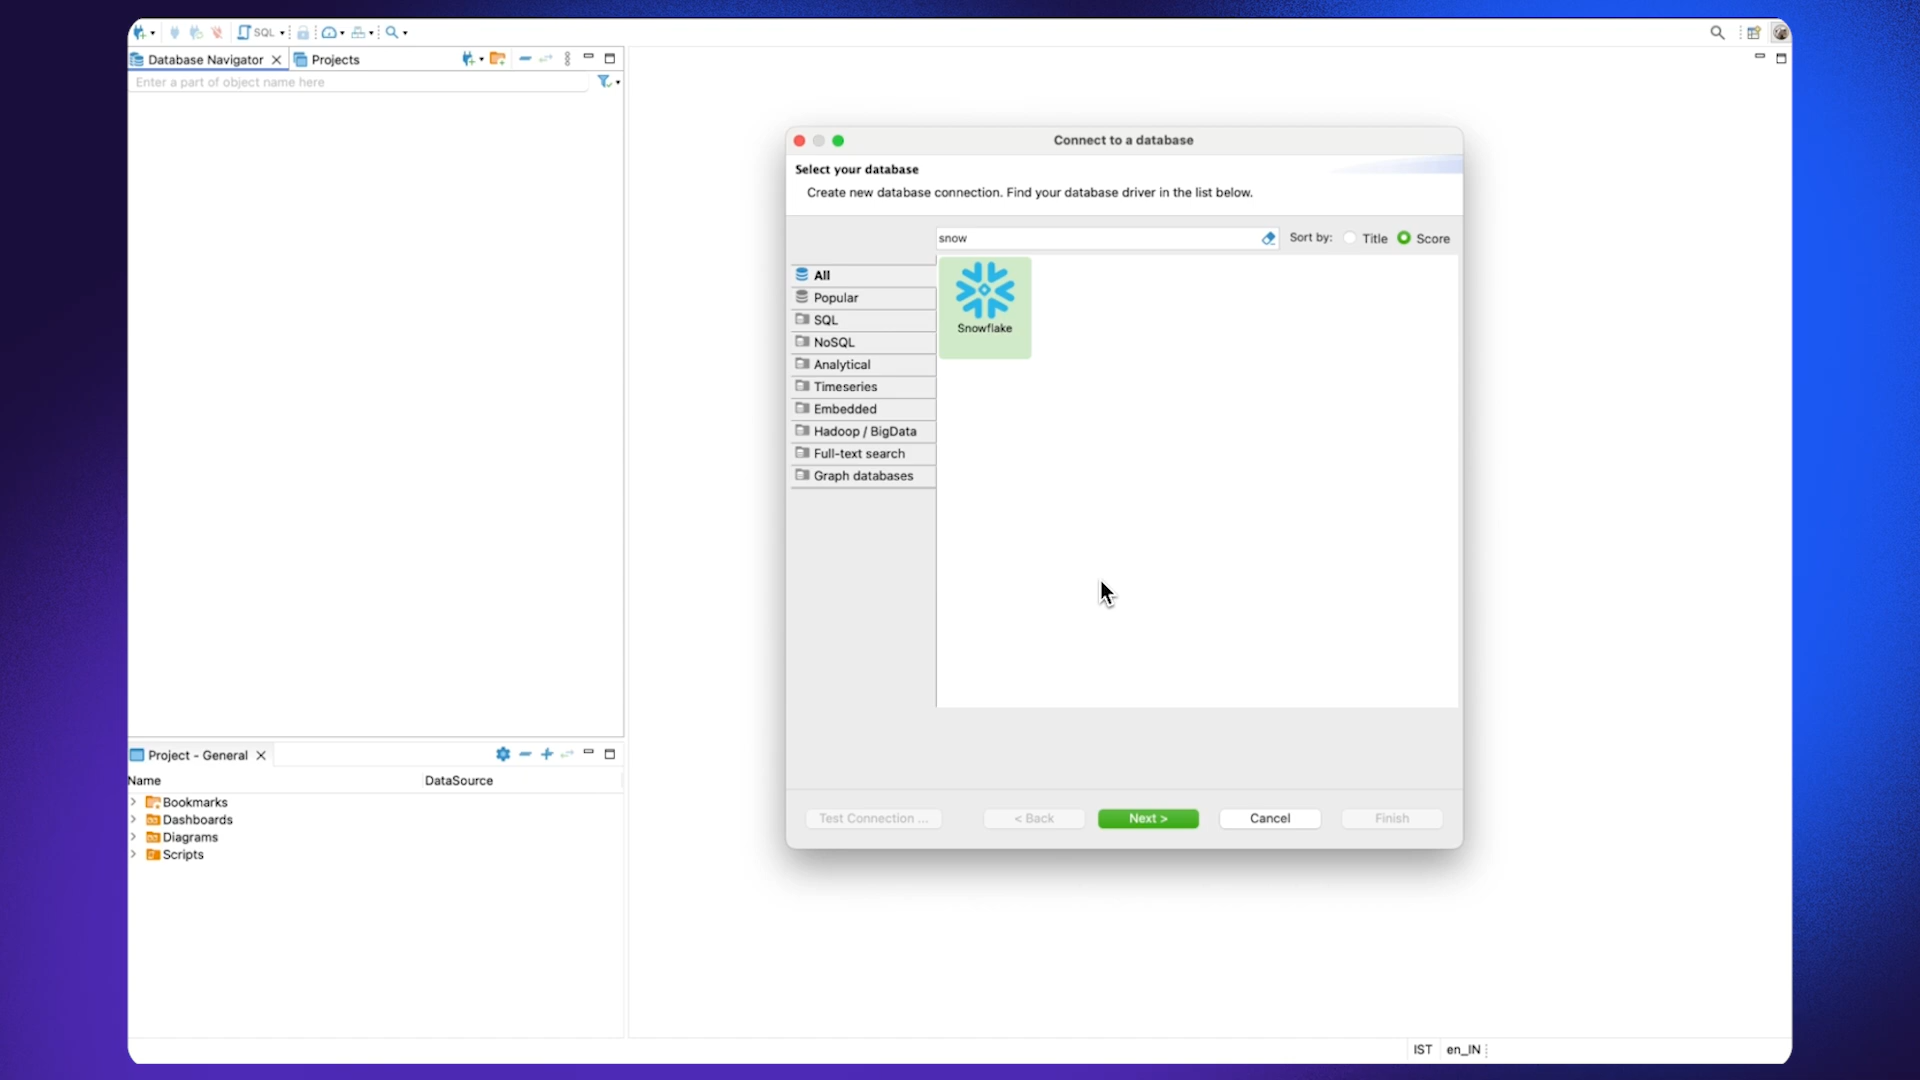 SQL
Database Navigator
Projects
Enter a part of object name here
Connect to a database
Select your database
Create new database connection. Find your database driver in the list below.
snow
Sort by: Title Score
All
Popular
SQL
NoSQL
Analytical
Timeseries
Embedded
Hadoop / BigData
Full-text search
Graph databases
Snowflake
Test Connection ...
< Back
Next >
Cancel
Finish
Project - General
Name DataSource
Bookmarks
Dashboards
Diagrams
Scripts
IST en_IN